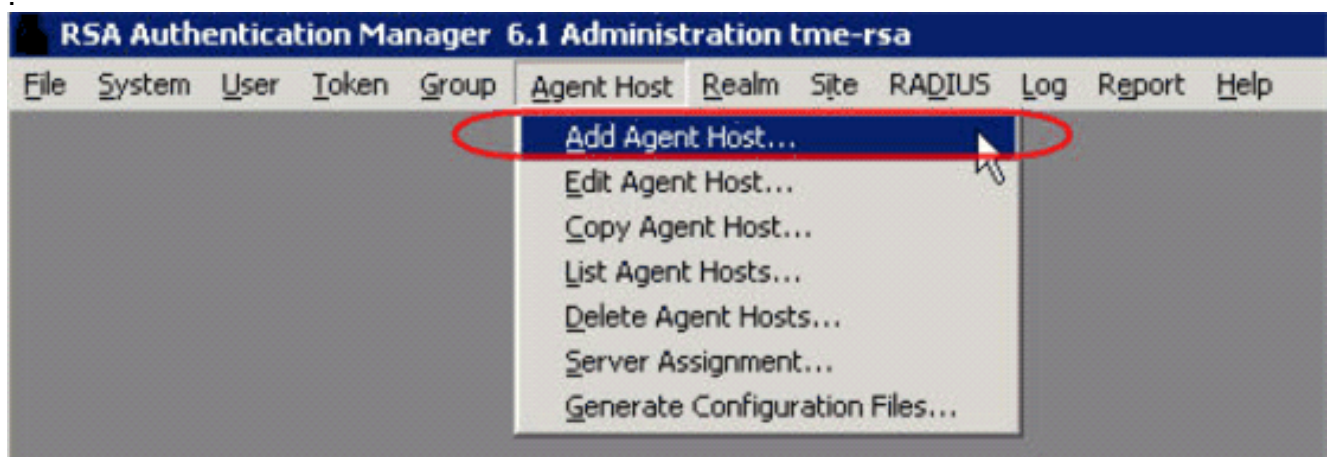 RSA Authentication Manager 6.1 Administration tme-rsa
File System User Token Group Agent Host Realm Site RADIUS Log Report Help
Add Agent Host...
Edit Agent Host...
Copy Agent Host...
List Agent Hosts...
Delete Agent Hosts...
Server Assignment...
Generate Configuration Files...